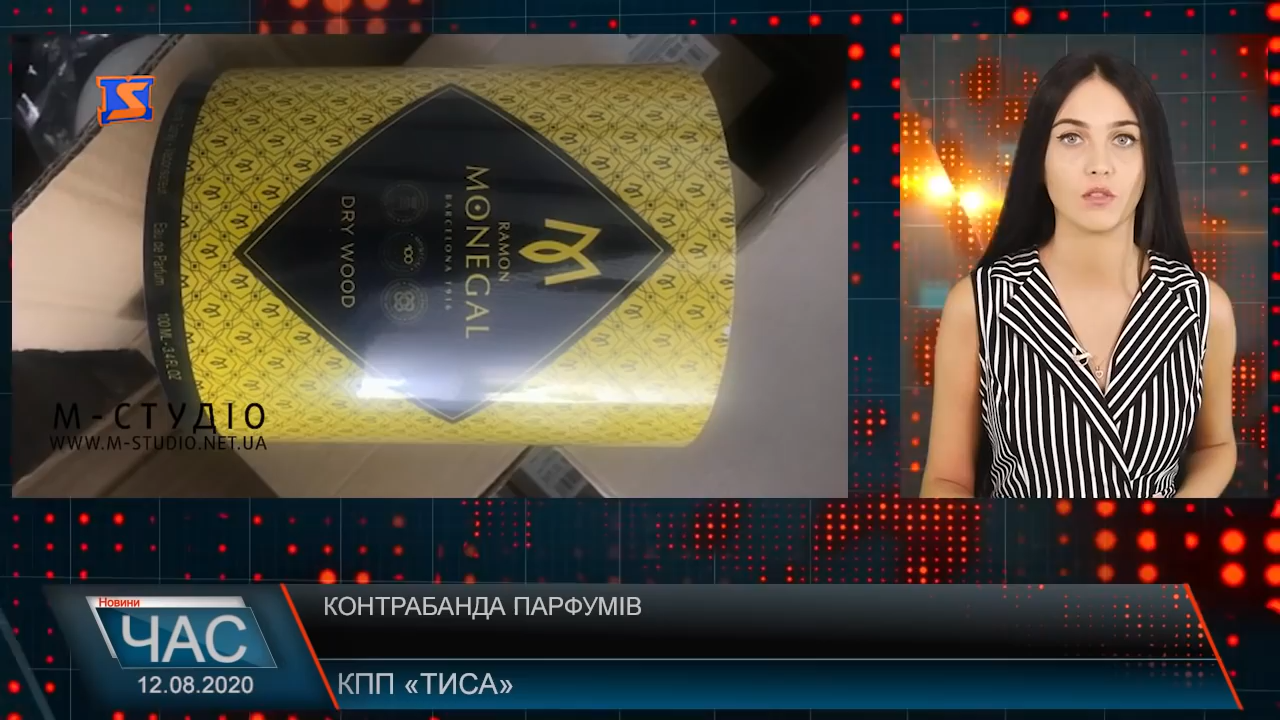 RAMON
MONEGAL
BARCELONA 1916
DRY WOOD
Eau de Parfum
100 ML - 3.4 FL.OZ
М-СТУДІО
WWW.M-STUDIO.NET.UA
Новини
ЧАС
12.08.2020
КОНТРАБАНДА ПАРФУМІВ
КПП «ТИСА»